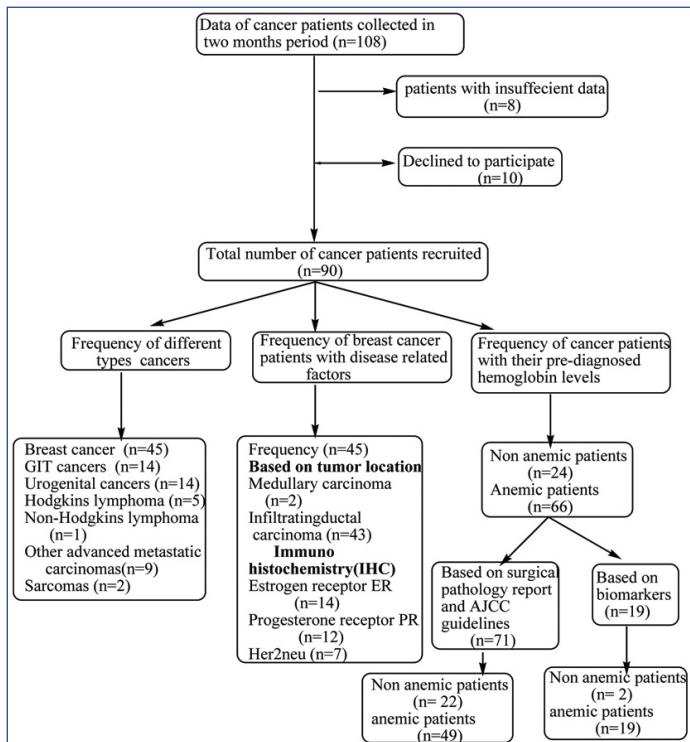 Data of cancer patients collected in
two months period (n=108)
patients with insuffecient data
(n=8)
Declined to participate
(n=10)
Total number of cancer patients recruited
(n=90)
Frequency of different
types cancers
Frequency of breast cancer
patients with disease related
factors
Frequency of cancer patients
with their pre-diagnosed
hemoglobin levels
Breast cancer (n=45)
GIT cancers (n=14)
Urogenital cancers (n=14)
Hodgkins lymphoma (n=5)
Non-Hodgkins lymphoma
(n=1)
Other advanced metastatic
carcinomas(n=9)
Sarcomas (n=2)
Frequency (n=45)
Based on tumor location
Medullary carcinoma
(n=2)
Infiltratingductal
carcinoma (n=43)
Immuno
histochemistry(IHC)
Estrogen receptor ER
(n=14)
Progesterone receptor PR
(n=12)
Her2neu (n=7)
Non anemic patients
(n=24)
Anemic patients
(n=66)
Based on surgical
pathology report
and AJCC
guidelines
(n=71)
Based on
biomarkers
(n=19)
Non anemic patients
(n= 22)
anemic patients
(n=49)
Non anemic patients
(n= 2)
anemic patients
(n=19)